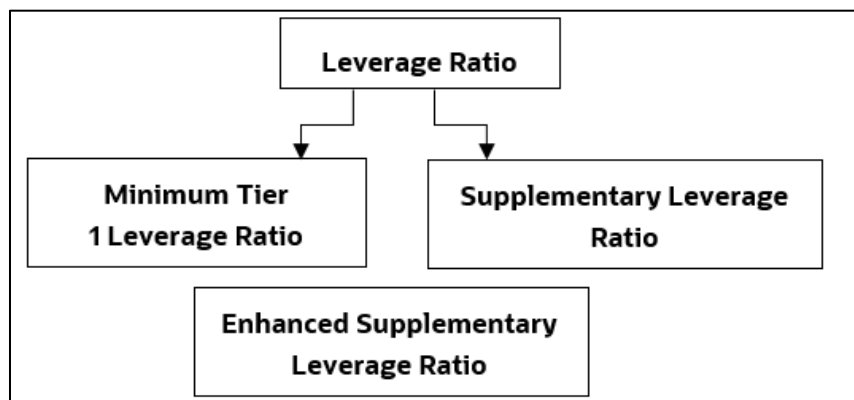 Leverage Ratio
Minimum Tier
1 Leverage Ratio
Supplementary Leverage
Ratio
Enhanced Supplementary
Leverage Ratio